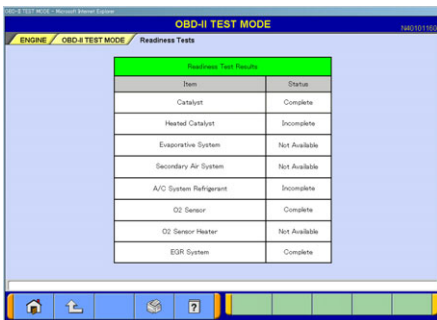 OBD-II TEST MODE - Microsoft Internet Explorer
OBD-II TEST MODE
N40101160
ENGINE OBD-II TEST MODE Readiness Tests
Readiness Test Results
Item Status
Catalyst Complete
Heated Catalyst Incomplete
Evaporative System Not Available
Secondary Air System Not Available
A/C System Refrigerant Incomplete
O2 Sensor Complete
O2 Sensor Heater Not Available
EGR System Complete
?